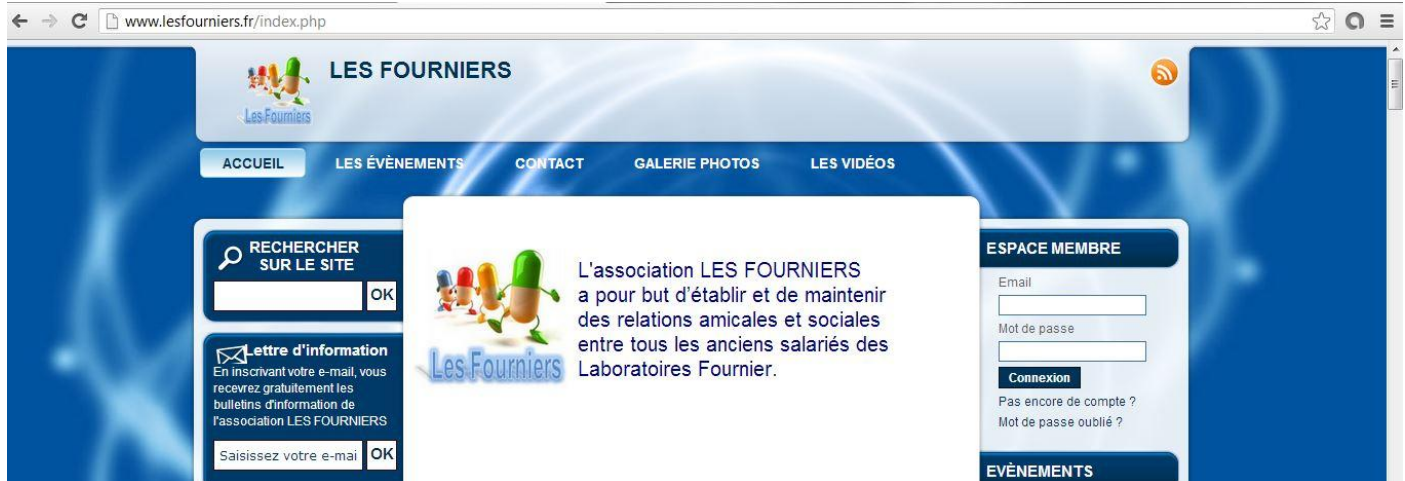 www.lesfourniers.fr/index.php
LES FOURNIERS
Les Fourniers
ACCUEIL
LES ÉVÈNEMENTS
CONTACT
GALERIE PHOTOS
LES VIDÉOS
RECHERCHER
SUR LE SITE
OK
Lettre d'information
En inscrivant votre e-mail, vous
recevrez gratuitement les
bulletins d'information de
l'association LES FOURNIERS
Saisissez votre e-mai
OK
Les Fourniers
L'association LES FOURNIERS
a pour but d'établir et de maintenir
des relations amicales et sociales
entre tous les anciens salariés des
Laboratoires Fournier.
ESPACE MEMBRE
Email
Mot de passe
Connexion
Pas encore de compte ?
Mot de passe oublié ?
EVÈNEMENTS